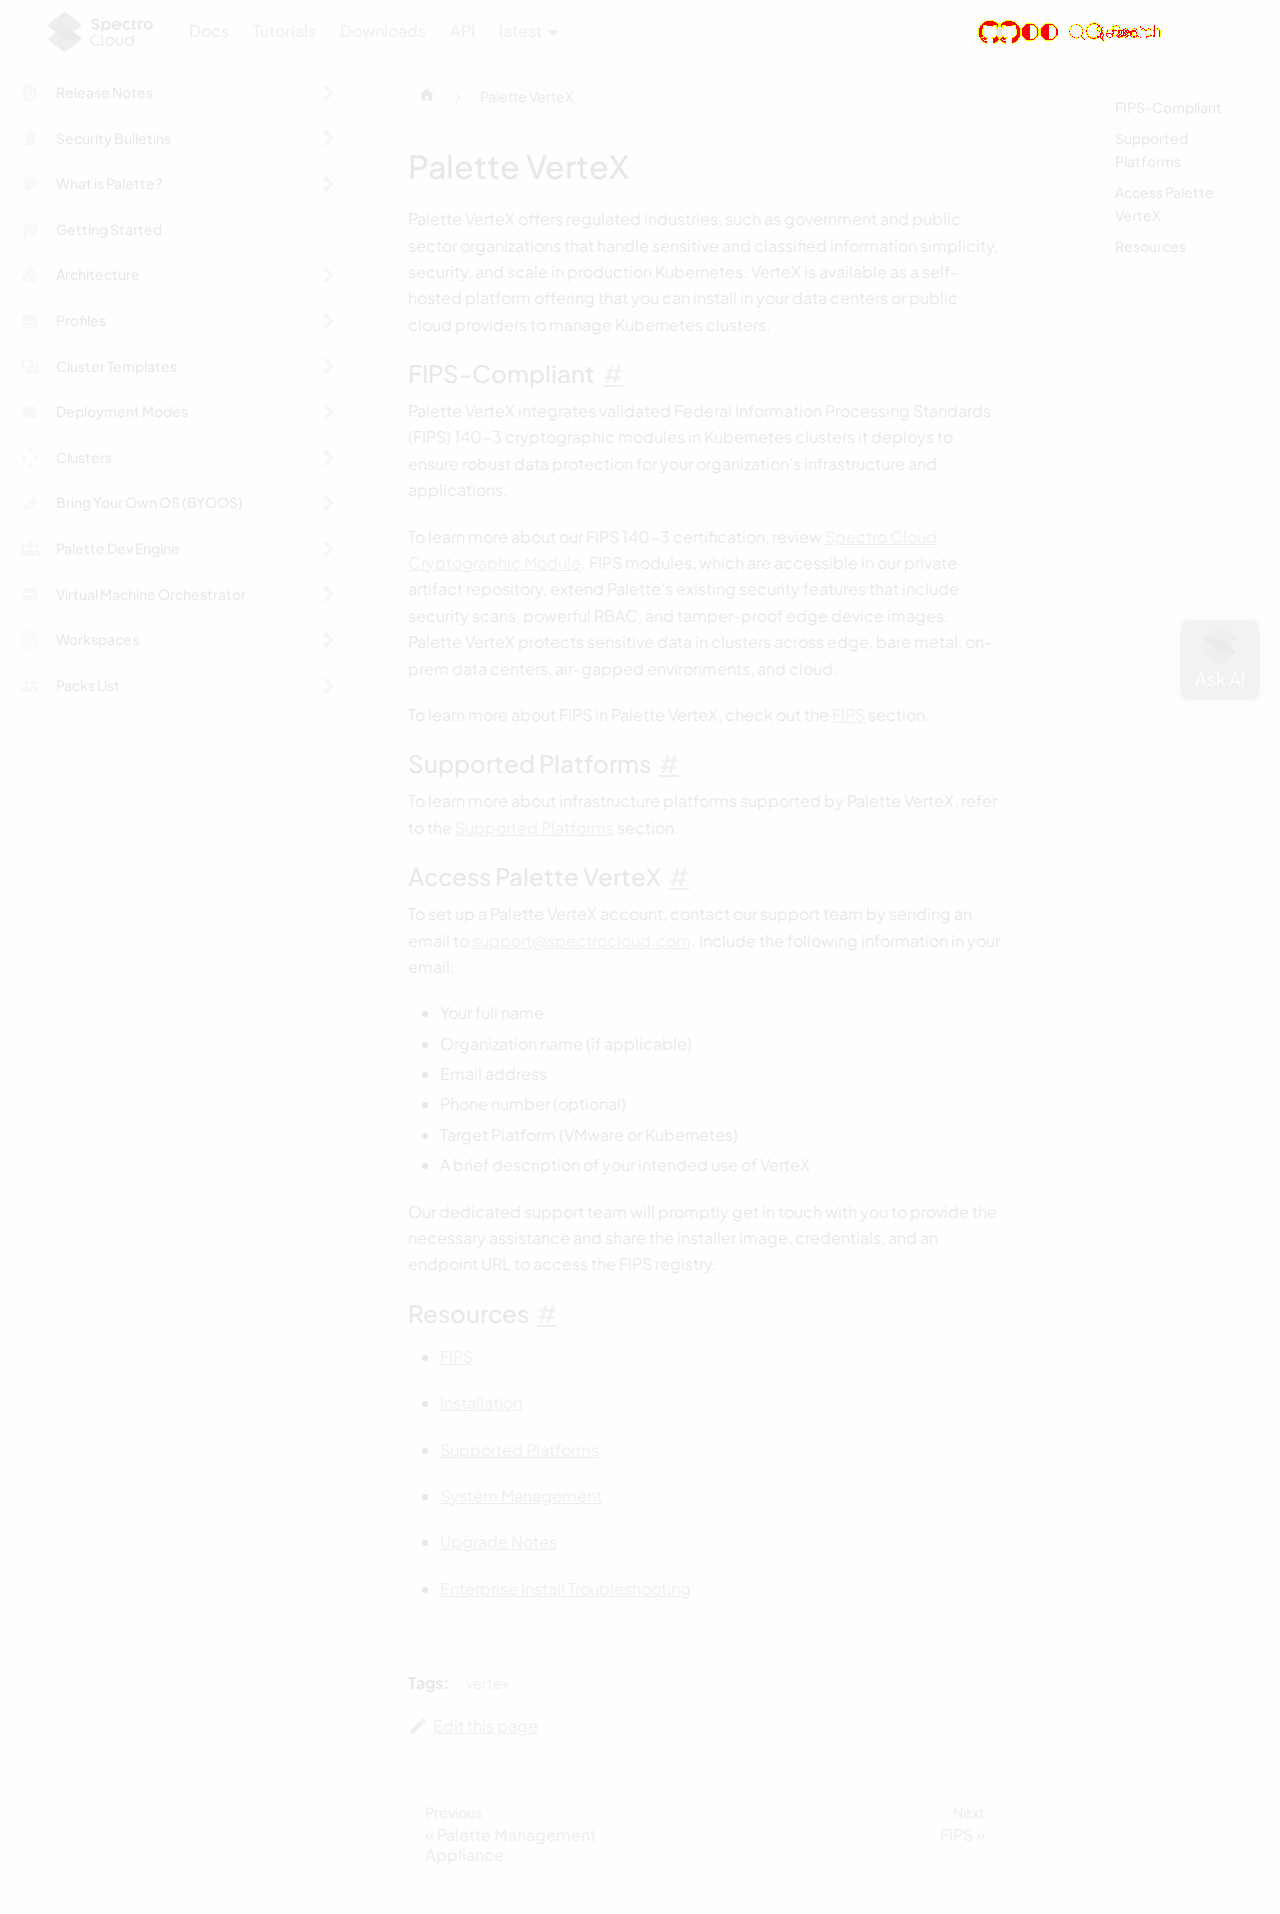 Spectro
Cloud
Docs
Tutorials
Downloads
API
latest
Release Notes
Security Bulletins
What is Palette?
Getting Started
Architecture
Profiles
Cluster Templates
Deployment Modes
Clusters
Bring Your Own OS (BYOOS)
Palette Dev Engine
Virtual Machine Orchestrator
Workspaces
Packs List
Palette VerteX
Palette VerteX
Palette VerteX offers regulated industries, such as government and public
sector organizations that handle sensitive and classified information simplicity,
security, and scale in production Kubernetes. VerteX is available as a self-
hosted platform offering that you can install in your data centers or public
cloud providers to manage Kubernetes clusters.
FIPS-Compliant #
Palette VerteX integrates validated Federal Information Processing Standards
(FIPS) 140-3 cryptographic modules in Kubernetes clusters it deploys to
ensure robust data protection for your organization's infrastructure and
applications.
To learn more about our FIPS 140-3 certification, review Spectro Cloud
Cryptographic Module. FIPS modules, which are accessible in our private
artifact repository, extend Palette's existing security features that include
security scans, powerful RBAC, and tamper-proof edge device images.
Palette VerteX protects sensitive data in clusters across edge, bare metal, on-
prem data centers, air-gapped environments, and cloud.
To learn more about FIPS in Palette VerteX, check out the FIPS section.
Supported Platforms #
To learn more about infrastructure platforms supported by Palette VerteX, refer
to the Supported Platforms section.
Access Palette VerteX #
To set up a Palette VerteX account, contact our support team by sending an
email to support@spectrocloud.com. Include the following information in your
email:
Your full name
Organization name (if applicable)
Email address
Phone number (optional)
Target Platform (VMware or Kubernetes)
A brief description of your intended use of VerteX
Our dedicated support team will promptly get in touch with you to provide the
necessary assistance and share the installer image, credentials, and an
endpoint URL to access the FIPS registry.
Resources #
FIPS
Installation
Supported Platforms
System Management
Upgrade Notes
Enterprise Install Troubleshooting
Tags: vertex
Edit this page
Previous
« Palette Management
Appliance
Next
FIPS »
FIPS-Compliant
Supported
Platforms
Access Palette
VerteX
Resources
Ask AI